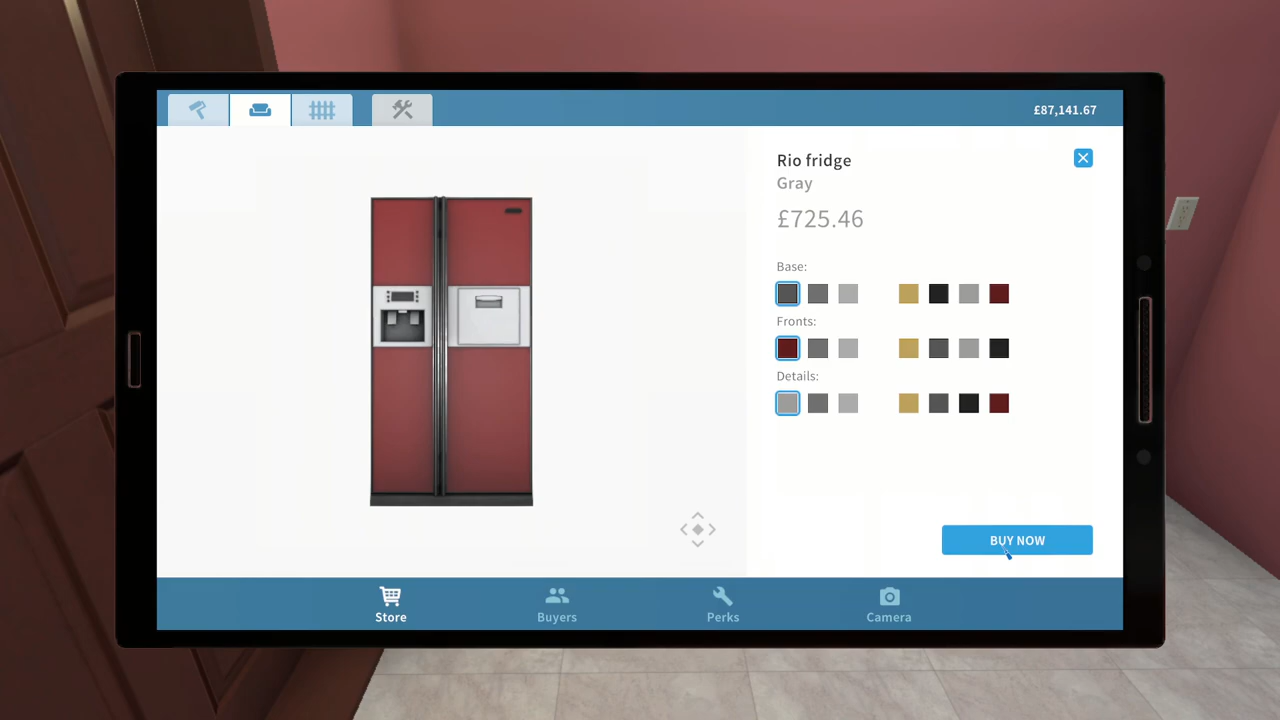 £87,141.67
Rio fridge
Gray
£725.46
Base:
Fronts:
Details:
BUY NOW
Store
Buyers
Perks
Camera